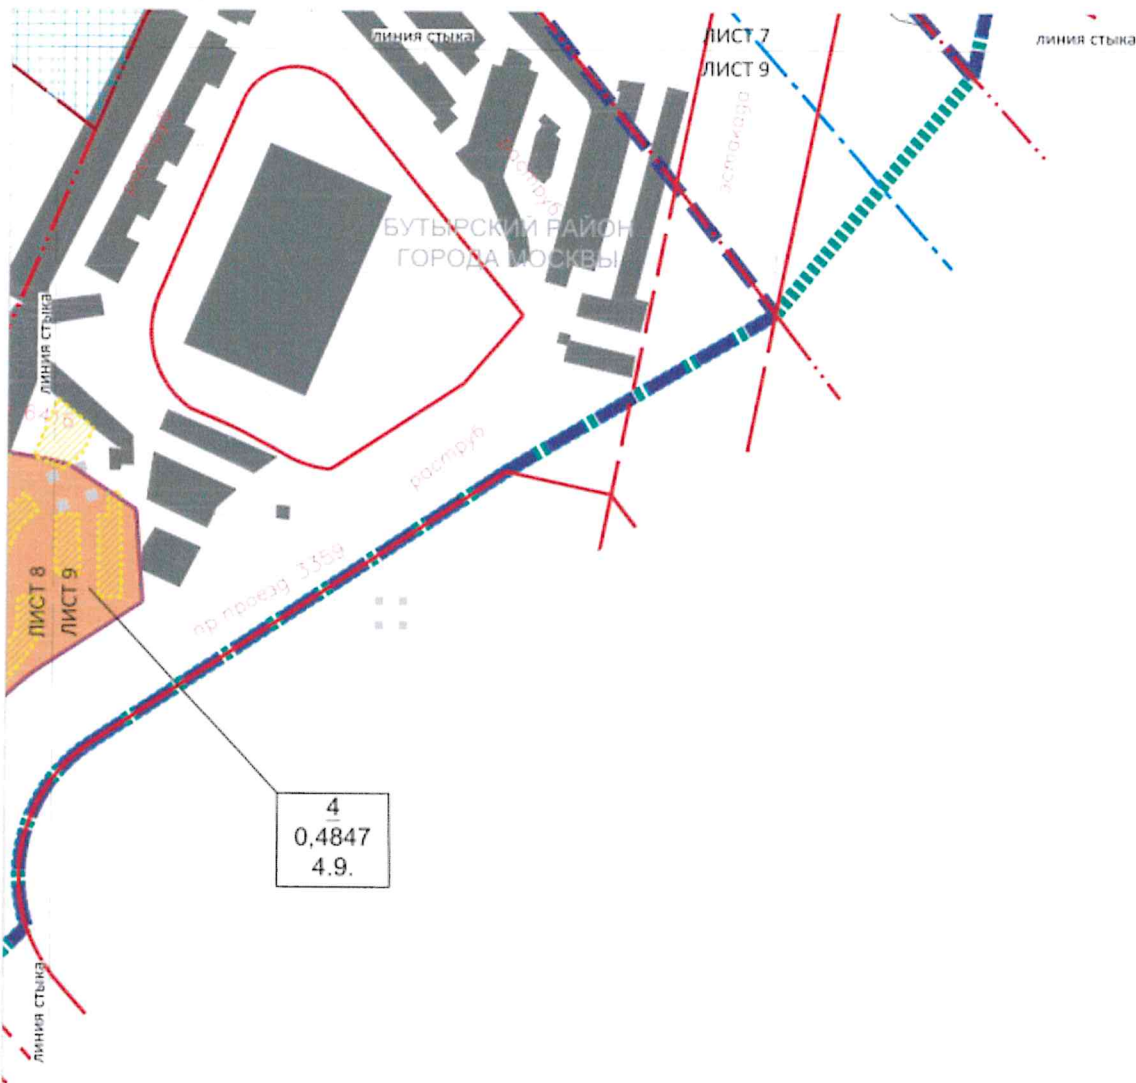 линия стыка
ЛИСТ 7
ЛИСТ 9
линия стыка
раструб
раструб
эстакада
БУТЫРСКИЙ РАЙОН
ГОРОДА МОСКВЫ
линия стыка
раструб
пр.проезд 3359
ЛИСТ 8
ЛИСТ 9
4
0,4847
4.9.
линия стыка